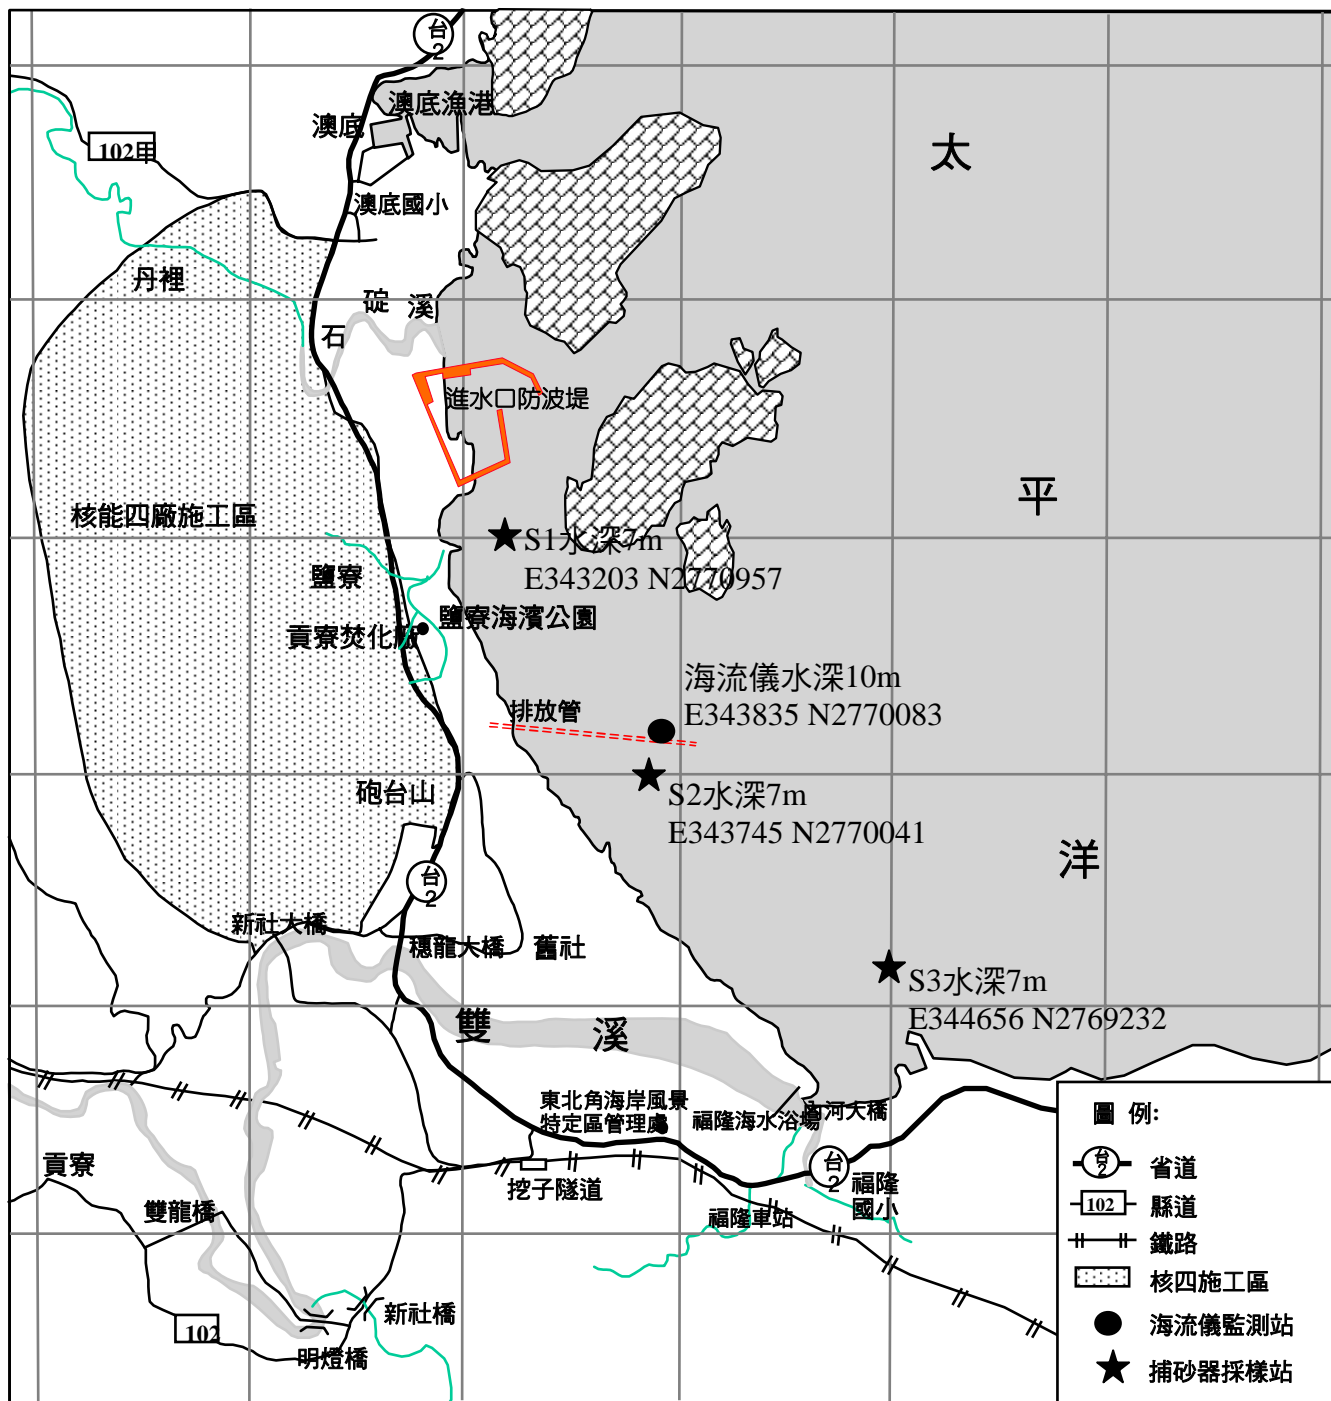 台
2
澳底漁港
澳底
102甲
太
澳底國小
丹裡
石
碇
溪
進水口防波堤
平
核能四廠施工區
S1水深7m
E343203 N2770957
鹽寮
鹽寮海濱公園
貢寮焚化廠
海流儀水深10m
E343835 N2770083
排放管
砲台山
S2水深7m
E343745 N2770041
洋
台
2
新社大橋
穗龍大橋
舊社
S3水深7m
E344656 N2769232
雙
溪
東北角海岸風景
特定區管理處
福隆海水浴場
內河大橋
圖 例:
台
2
省道
102
縣道
鐵路
核四施工區
海流儀監測站
捕砂器採樣站
貢寮
挖子隧道
台
2
福隆
國小
雙龍橋
福隆車站
新社橋
102
明燈橋